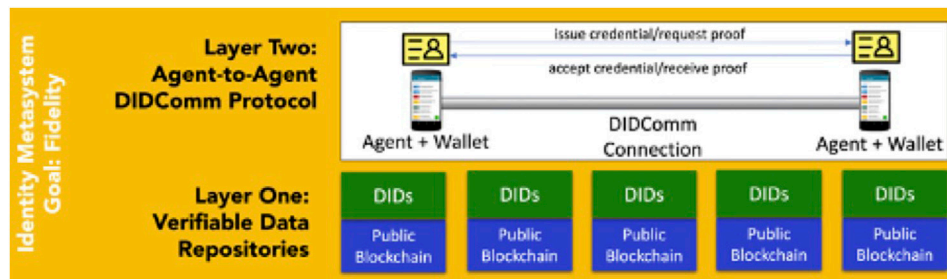 Identity Metasystem
Goal: Fidelity
Layer Two:
Agent-to-Agent
DIDComm Protocol
issue credential/request proof
accept credential/receive proof
Agent + Wallet
DIDComm
Connection
Agent + Wallet
Layer One:
Verifiable Data
Repositories
DIDs
DIDs
DIDs
DIDs
DIDs
Public
Blockchain
Public
Blockchain
Public
Blockchain
Public
Blockchain
Public
Blockchain